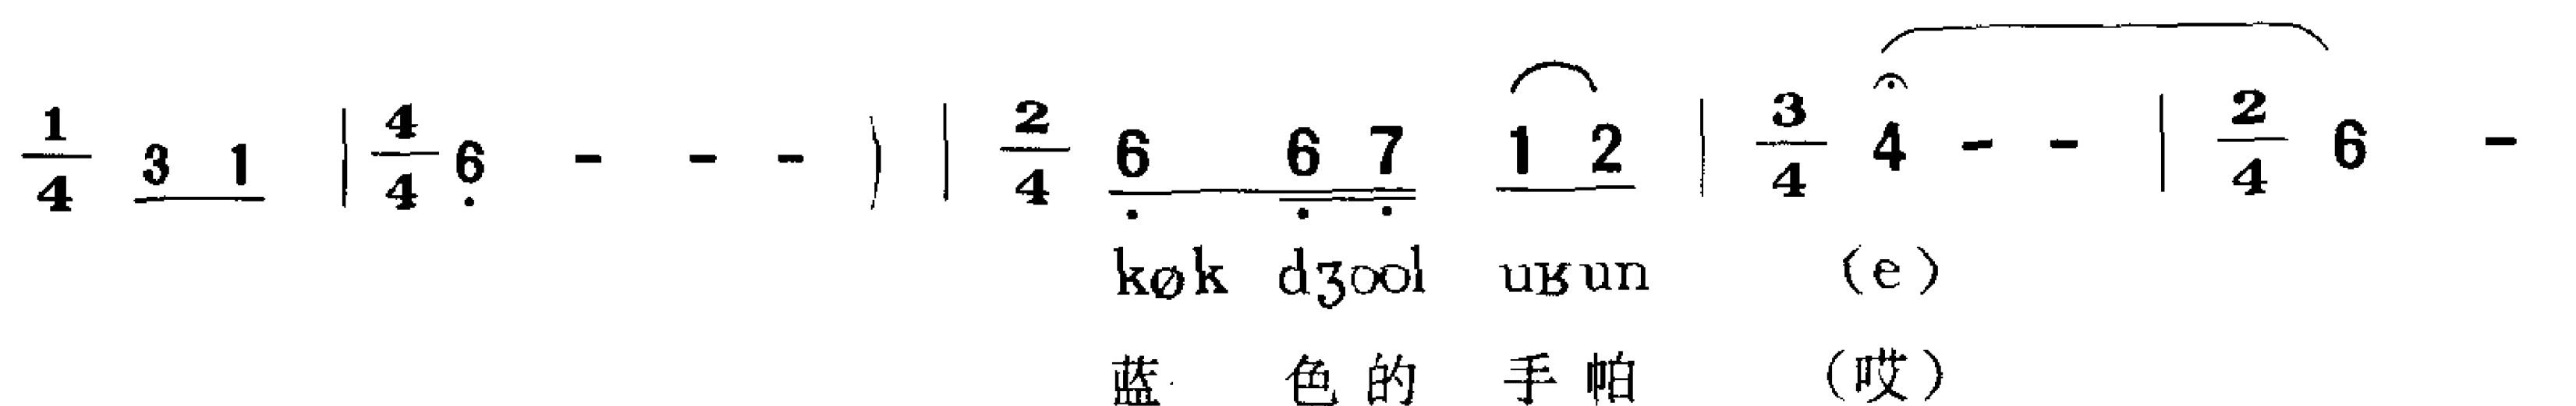 1/4 3 1 | 4/4 6 - - - ) | 2/4 6 6 7 1 2 | 3/4 4 - - | 2/4 6 -
køk dʒool uʁun (e)
蓝 色 的 手 帕 (哎)